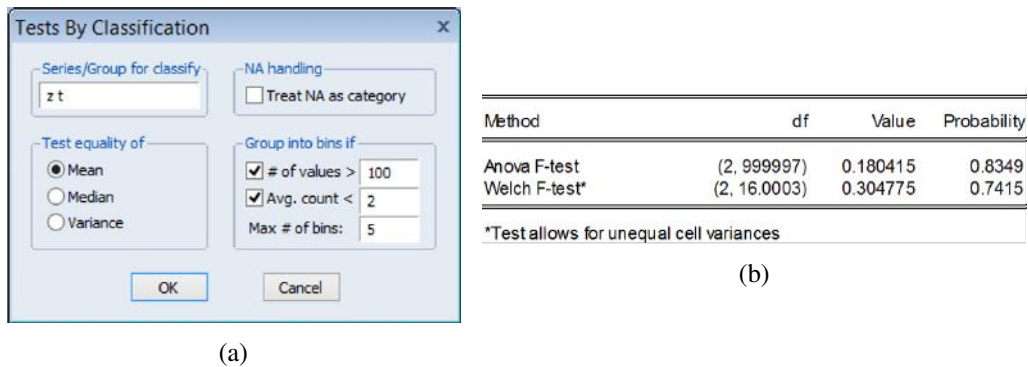 Tests By Classification x
Series/Group for classify
z t
NA handling
Treat NA as category
Test equality of
Mean
Median
Variance
Group into bins if
# of values > 100
Avg. count < 2
Max # of bins: 5
OK Cancel
(a)
Method df Value Probability
Anova F-test (2, 999997) 0.180415 0.8349
Welch F-test* (2, 16.0003) 0.304775 0.7415
*Test allows for unequal cell variances
(b)